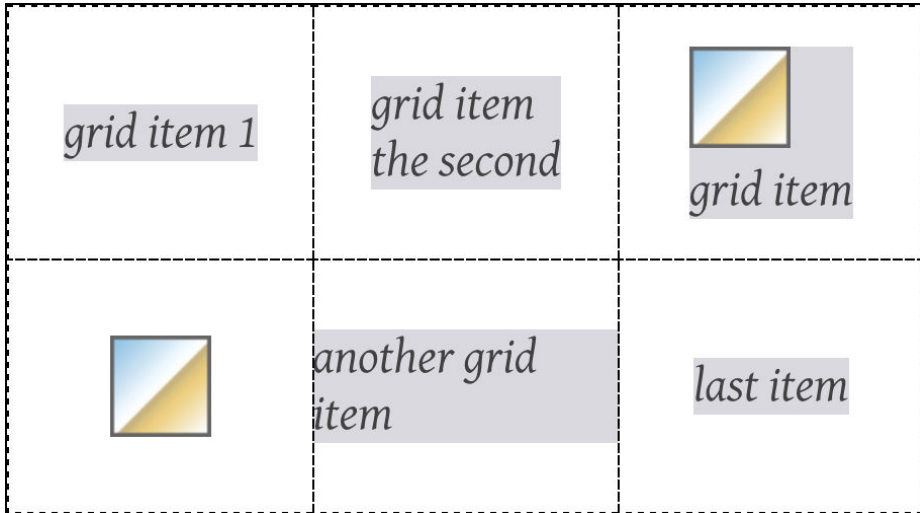 grid item 1
grid item
the second
grid item
another grid
item
last item